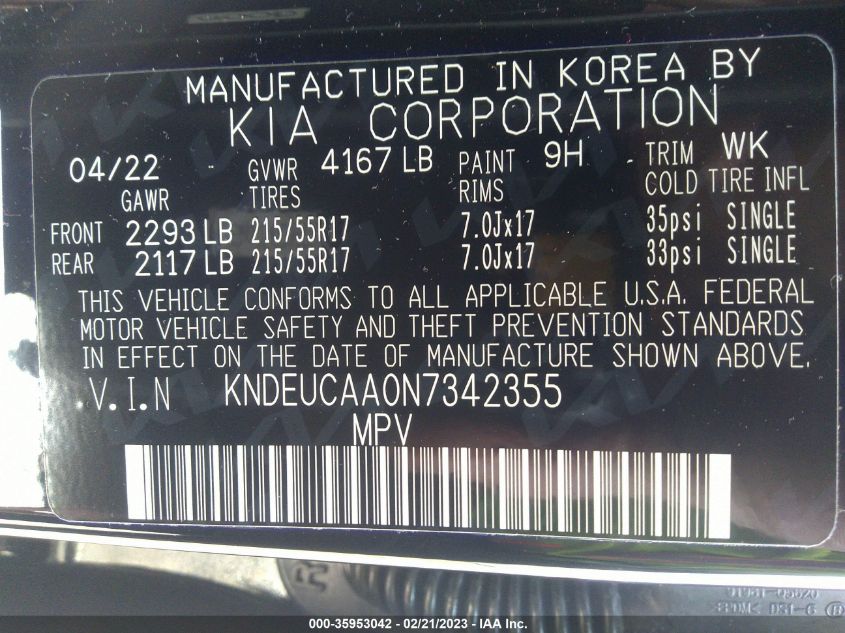 MANUFACTURED IN KOREA BY
KIA CORPORATION
04/22 GVWR 4167 LB PAINT 9H TRIM WK
GAWR TIRES RIMS COLD TIRE INFL
FRONT 2293 LB 215/55R17 7.0Jx17 35psi SINGLE
REAR 2117 LB 215/55R17 7.0Jx17 33psi SINGLE
THIS VEHICLE CONFORMS TO ALL APPLICABLE U.S.A. FEDERAL
MOTOR VEHICLE SAFETY AND THEFT PREVENTION STANDARDS
IN EFFECT ON THE DATE OF MANUFACTURE SHOWN ABOVE.
V.I.N KNDEUCAA0N7342355
MPV
000-35953042 - 02/21/2023 - IAA Inc.